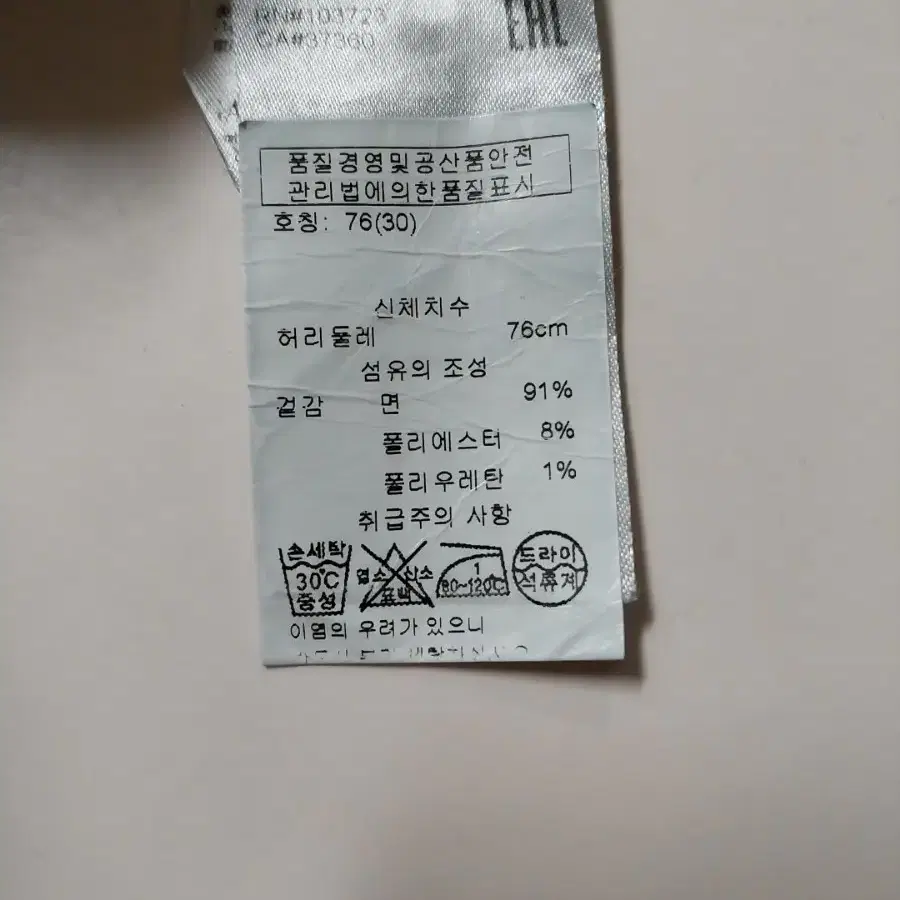 RN#103723
CA#37360
EAC
품질경영및공산품안전
관리법에의한품질표시
호칭: 76(30)
신체치수
허리둘레 76cm
섬유의 조성
겉감 면 91%
폴리에스터 8%
폴리우레탄 1%
취급주의 사항
손세탁 30℃ 중성
염소 산소 표백
1 80~120℃
드라이 석유계
이염의 우려가 있으니